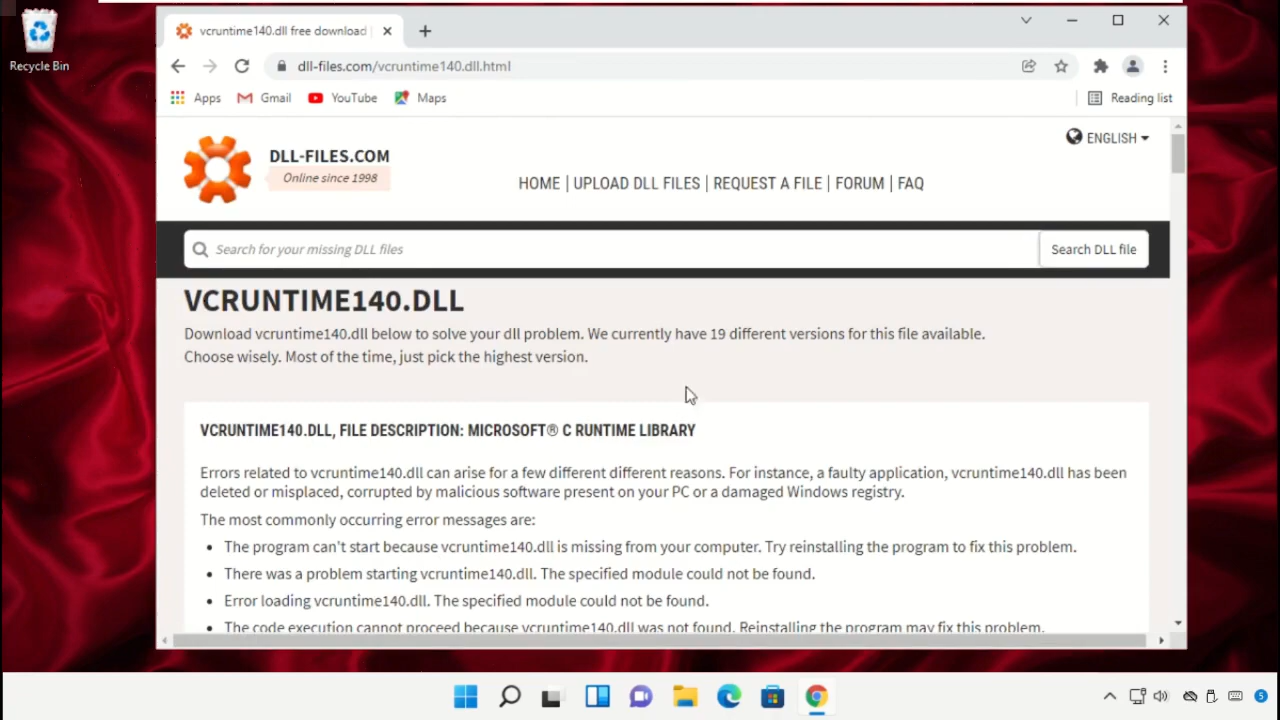 Recycle Bin
vcruntime140.dll free download
dll-files.com/vcruntime140.dll.html
Apps Gmail YouTube Maps Reading list
ENGLISH
DLL-FILES.COM
Online since 1998
HOME | UPLOAD DLL FILES | REQUEST A FILE | FORUM | FAQ
Search for your missing DLL files Search DLL file
VCRUNTIME140.DLL
Download vcruntime140.dll below to solve your dll problem. We currently have 19 different versions for this file available.
Choose wisely. Most of the time, just pick the highest version.
VCRUNTIME140.DLL, FILE DESCRIPTION: MICROSOFT® C RUNTIME LIBRARY
Errors related to vcruntime140.dll can arise for a few different different reasons. For instance, a faulty application, vcruntime140.dll has been
deleted or misplaced, corrupted by malicious software present on your PC or a damaged Windows registry.
The most commonly occurring error messages are:
• The program can't start because vcruntime140.dll is missing from your computer. Try reinstalling the program to fix this problem.
• There was a problem starting vcruntime140.dll. The specified module could not be found.
• Error loading vcruntime140.dll. The specified module could not be found.
• The code execution cannot proceed because vcruntime140.dll was not found. Reinstalling the program may fix this problem.
5